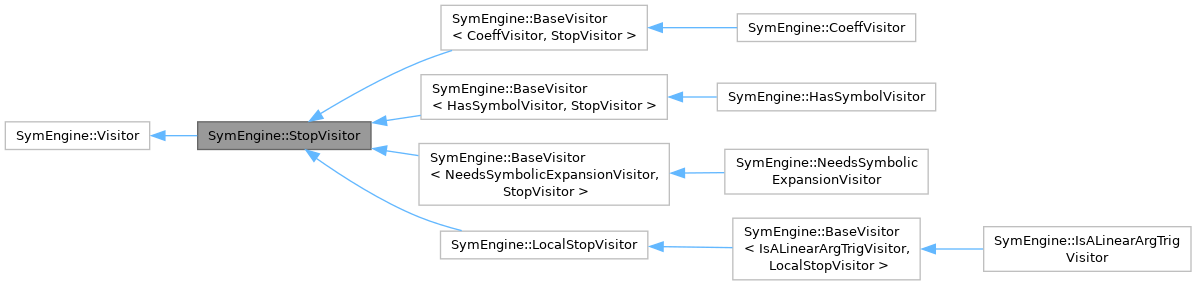 SymEngine::Visitor
SymEngine::StopVisitor
SymEngine::BaseVisitor
< CoeffVisitor, StopVisitor >
SymEngine::CoeffVisitor
SymEngine::BaseVisitor
< HasSymbolVisitor, StopVisitor >
SymEngine::HasSymbolVisitor
SymEngine::BaseVisitor
< NeedsSymbolicExpansionVisitor,
StopVisitor >
SymEngine::NeedsSymbolic
ExpansionVisitor
SymEngine::LocalStopVisitor
SymEngine::BaseVisitor
< IsALinearArgTrigVisitor,
LocalStopVisitor >
SymEngine::IsALinearArgTrig
Visitor